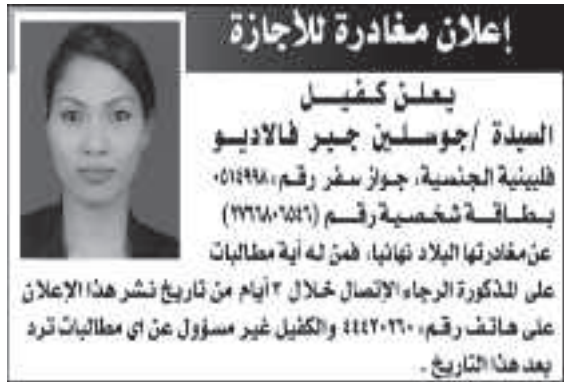 إعلان مغادرة للأجازة
يعلن كفيل
السيدة /جوسلين جير فالاديو
فلبينية الجنسية، جواز سفر رقم: ٠٥١٤٩٩٨
بطاقة شخصية رقم (٢٧٦٦٨٠٦٥٤٦)
عن مغادرتها البلاد نهائيا، فمن له أية مطالبات
على المذكورة الرجاء الإتصال خلال ٣ أيام من تاريخ نشر هذا الإعلان
على هاتف رقم: ٤٤٤٢٠٢٦٠ والكفيل غير مسؤول عن اي مطالبات ترد
بعد هذا التاريخ .